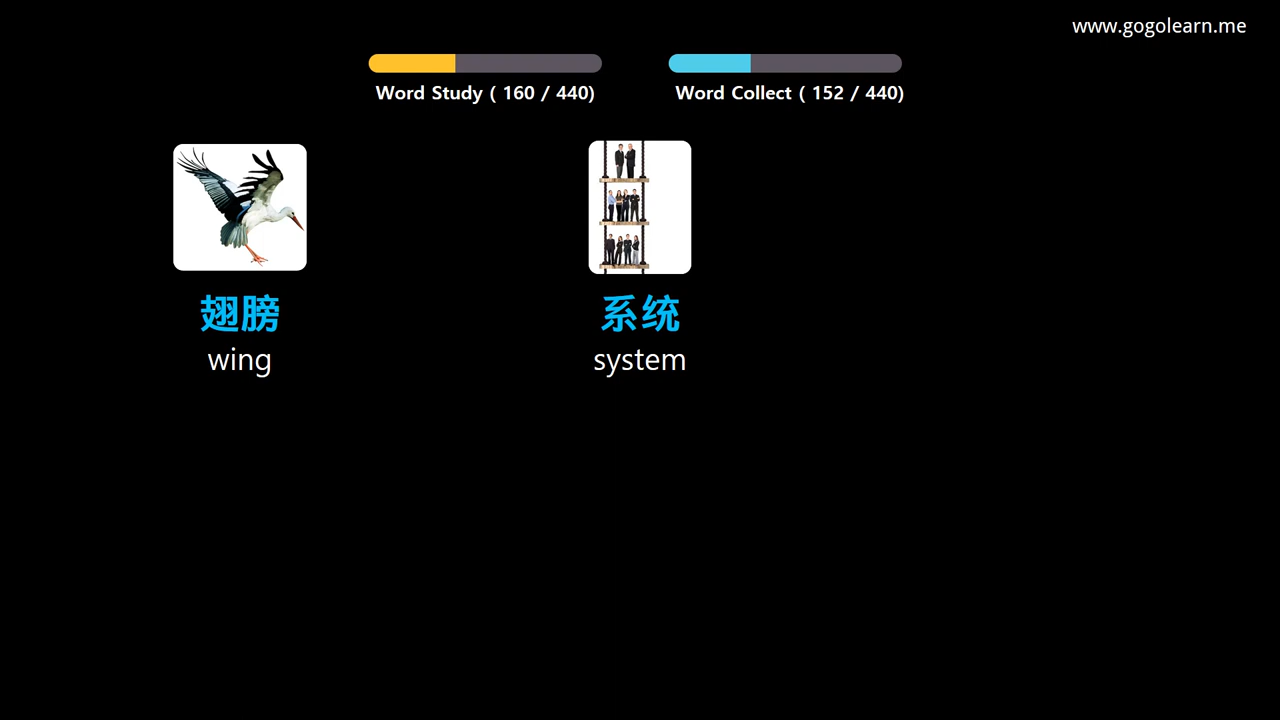 www.gogolearn.me
Word Study ( 160 / 440)
Word Collect ( 152 / 440)
翅膀
wing
系统
system